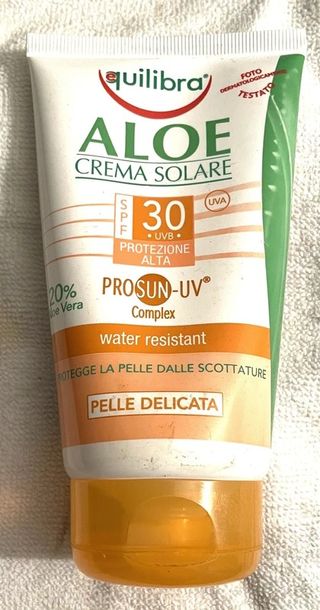 equilibra®
FOTO
DERMATOLOGICAMENTE
TESTATO
ALOE
CREMA SOLARE
SPF
30
UVB
UVA
PROTEZIONE
ALTA
PROSUN-UV®
Complex
20%
Aloe Vera
water resistant
PROTEGGE LA PELLE DALLE SCOTTATURE
PELLE DELICATA